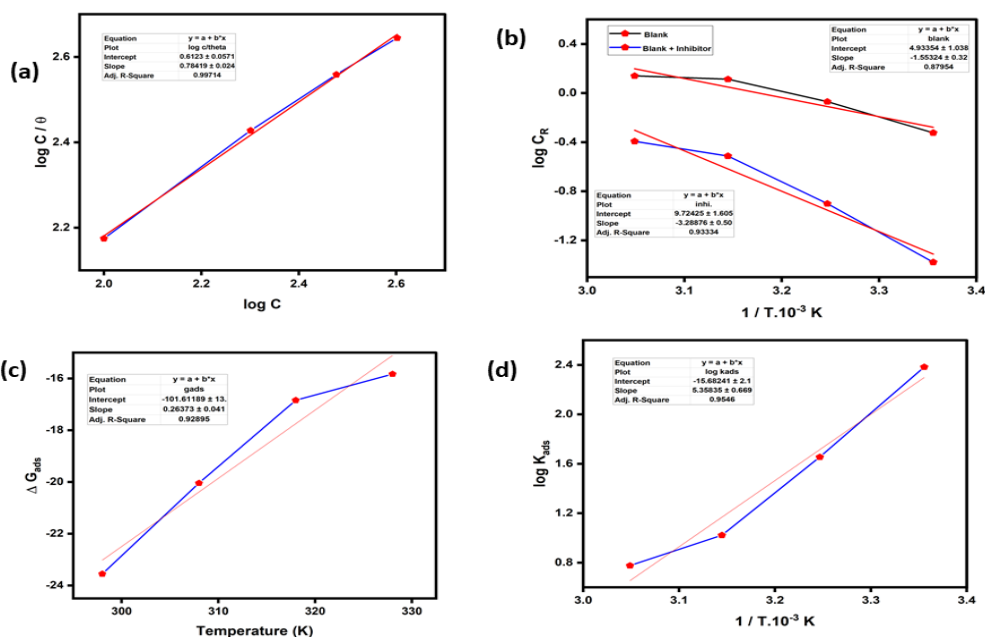 (a)
Equation y = a + b*x
Plot log c/theta
Intercept 0.6123 ± 0.0571
Slope 0.78419 ± 0.024
Adj. R-Square 0.99714
2.6
2.4
2.2
log C / θ
2.0 2.2 2.4 2.6
log C
(b)
Blank
Blank + Inhibitor
Equation y = a + b*x
Plot blank
Intercept 4.93354 ± 1.038
Slope -1.55324 ± 0.32
Adj. R-Square 0.87954
0.4
0.0
-0.4
-0.8
-1.2
log C_R
Equation y = a + b*x
Plot inhi.
Intercept 9.72425 ± 1.605
Slope -3.28876 ± 0.50
Adj. R-Square 0.93334
3.0 3.1 3.2 3.3 3.4
1 / T.10⁻³ K
(c)
Equation y = a + b*x
Plot gads
Intercept -101.61189 ± 13.
Slope 0.26373 ± 0.041
Adj. R-Square 0.92895
-16
-18
-20
-22
-24
Δ G_ads
300 310 320 330
Temperature (K)
(d)
Equation y = a + b*x
Plot log kads
Intercept -15.68241 ± 2.1
Slope 5.35835 ± 0.669
Adj. R-Square 0.9546
2.4
2.0
1.6
1.2
0.8
log K_ads
3.0 3.1 3.2 3.3 3.4
1 / T.10⁻³ K